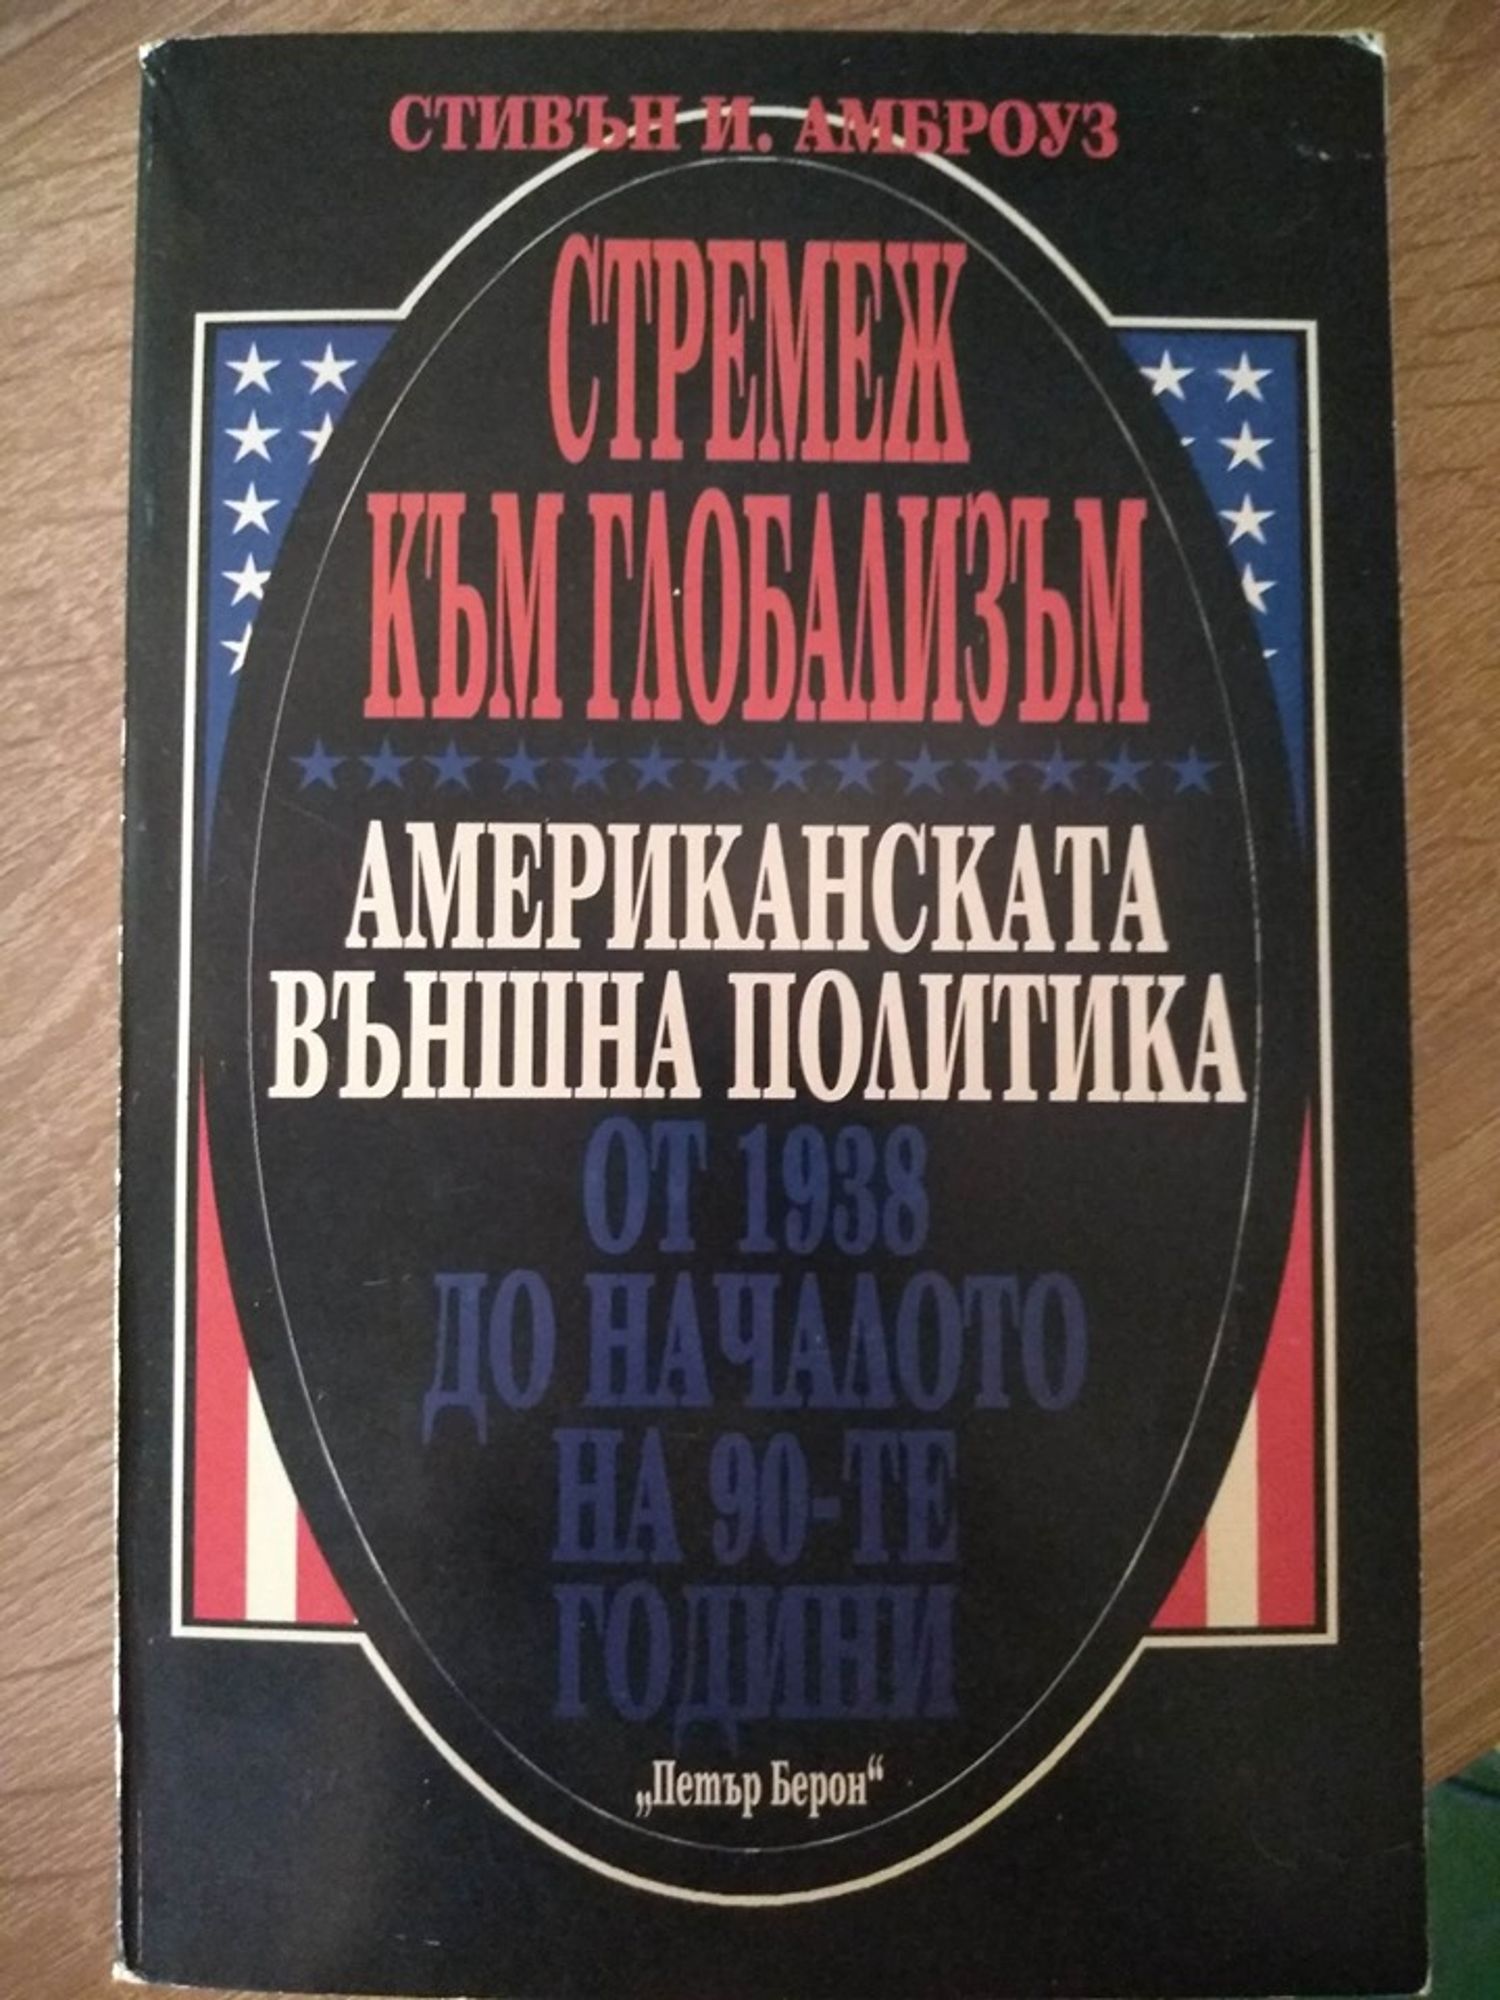 СТИВЪН И. АМБРОУЗ
СТРЕМЕЖ
КЪМ ГЛОБАЛИЗЪМ
АМЕРИКАНСКАТА
ВЪНШНА ПОЛИТИКА
ОТ 1938
ДО НАЧАЛОТО
НА 90-ТЕ
ГОДИНИ
„Петър Берон“